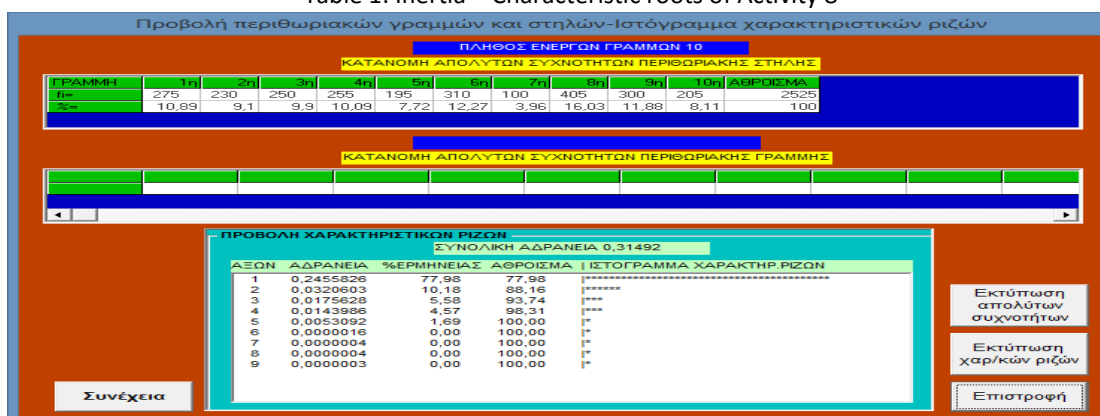 Table 1: Inertia – Characteristic roots of Activity 8
Προβολή περιθωριακών γραμμών και στηλών-Ιστόγραμμα χαρακτηριστικών ριζών
ΠΛΗΘΟΣ ΕΝΕΡΓΩΝ ΓΡΑΜΜΩΝ 10
ΚΑΤΑΝΟΜΗ ΑΠΟΛΥΤΩΝ ΣΥΧΝΟΤΗΤΩΝ ΠΕΡΙΘΩΡΙΑΚΗΣ ΣΤΗΛΗΣ
ΓΡΑΜΜΗ 1η 2η 3η 4η 5η 6η 7η 8η 9η 10η ΑΘΡΟΙΣΜΑ
fi= 275 230 250 255 195 310 100 405 300 205 2525
%= 10,89 9,1 9,9 10,09 7,72 12,27 3,96 16,03 11,88 8,11 100
ΚΑΤΑΝΟΜΗ ΑΠΟΛΥΤΩΝ ΣΥΧΝΟΤΗΤΩΝ ΠΕΡΙΘΩΡΙΑΚΗΣ ΓΡΑΜΜΗΣ
ΠΡΟΒΟΛΗ ΧΑΡΑΚΤΗΡΙΣΤΙΚΩΝ ΡΙΖΩΝ
ΣΥΝΟΛΙΚΗ ΑΔΡΑΝΕΙΑ 0,31492
ΑΞΩΝ ΑΔΡΑΝΕΙΑ %ΕΡΜΗΝΕΙΑΣ ΑΘΡΟΙΣΜΑ | ΙΣΤΟΓΡΑΜΜΑ ΧΑΡΑΚΤΗΡ.ΡΙΖΩΝ
1 0,2455826 77,98 77,98 |****************************************
2 0,0320603 10,18 88,16 |******
3 0,0175628 5,58 93,74 |***
4 0,0143986 4,57 98,31 |***
5 0,0053092 1,69 100,00 |*
6 0,0000016 0,00 100,00 |*
7 0,0000004 0,00 100,00 |*
8 0,0000004 0,00 100,00 |*
9 0,0000003 0,00 100,00 |*
Εκτύπωση
απολύτων
συχνοτήτων
Εκτύπωση
χαρ/κών ριζών
Συνέχεια
Επιστροφή